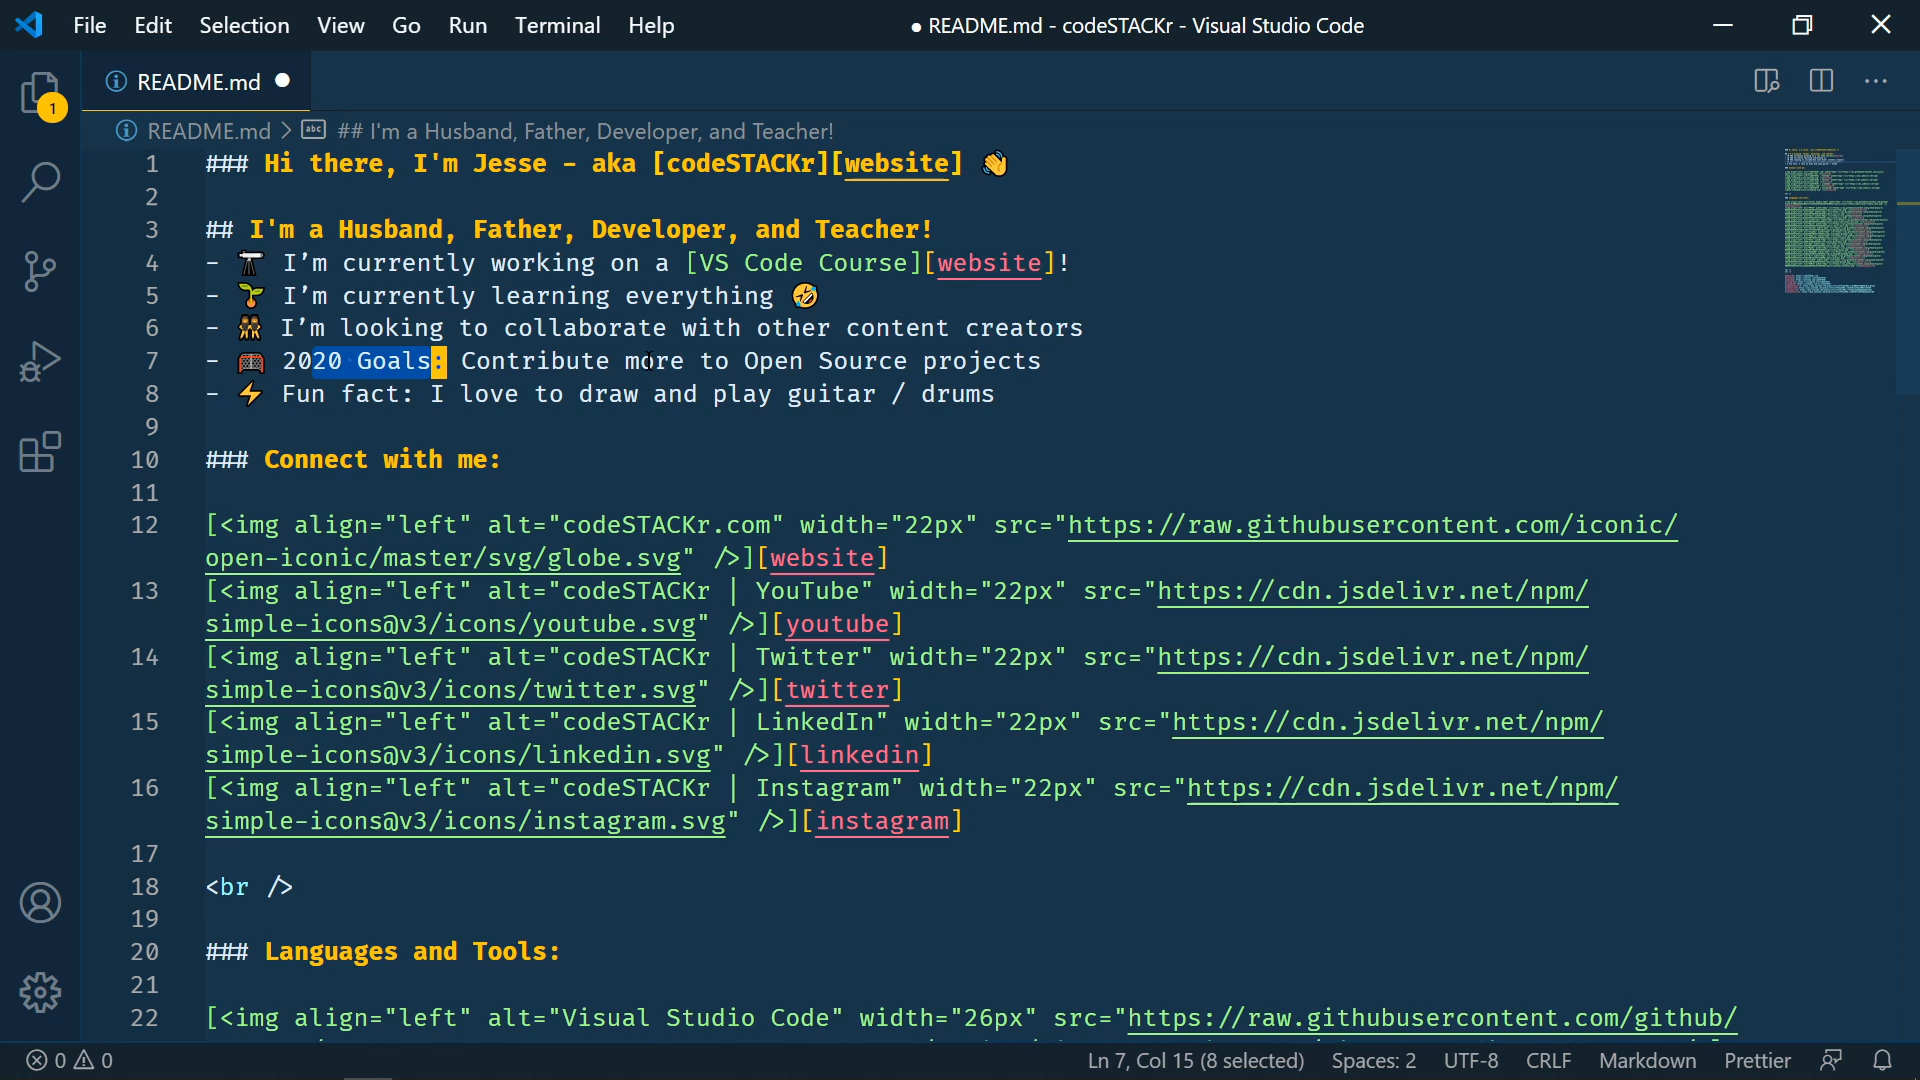 File Edit Selection View Go Run Terminal Help ● README.md - codeSTACKr - Visual Studio Code
README.md
1
README.md > ## I'm a Husband, Father, Developer, and Teacher!
1 ### Hi there, I'm Jesse - aka [codeSTACKr][website] 👋
2
3 ## I'm a Husband, Father, Developer, and Teacher!
4 - 🔭 I’m currently working on a [VS Code Course][website]!
5 - 🌱 I’m currently learning everything 🤣
6 - 👯 I’m looking to collaborate with other content creators
7 - 🥅 2020 Goals: Contribute more to Open Source projects
8 - ⚡ Fun fact: I love to draw and play guitar / drums
9
10 ### Connect with me:
11
12 [<img align="left" alt="codeSTACKr.com" width="22px" src="https://raw.githubusercontent.com/iconic/
open-iconic/master/svg/globe.svg" />][website]
13 [<img align="left" alt="codeSTACKr | YouTube" width="22px" src="https://cdn.jsdelivr.net/npm/
simple-icons@v3/icons/youtube.svg" />][youtube]
14 [<img align="left" alt="codeSTACKr | Twitter" width="22px" src="https://cdn.jsdelivr.net/npm/
simple-icons@v3/icons/twitter.svg" />][twitter]
15 [<img align="left" alt="codeSTACKr | LinkedIn" width="22px" src="https://cdn.jsdelivr.net/npm/
simple-icons@v3/icons/linkedin.svg" />][linkedin]
16 [<img align="left" alt="codeSTACKr | Instagram" width="22px" src="https://cdn.jsdelivr.net/npm/
simple-icons@v3/icons/instagram.svg" />][instagram]
17
18 <br />
19
20 ### Languages and Tools:
21
22 [<img align="left" alt="Visual Studio Code" width="26px" src="https://raw.githubusercontent.com/github/
0 0 Ln 7, Col 15 (8 selected) Spaces: 2 UTF-8 CRLF Markdown Prettier